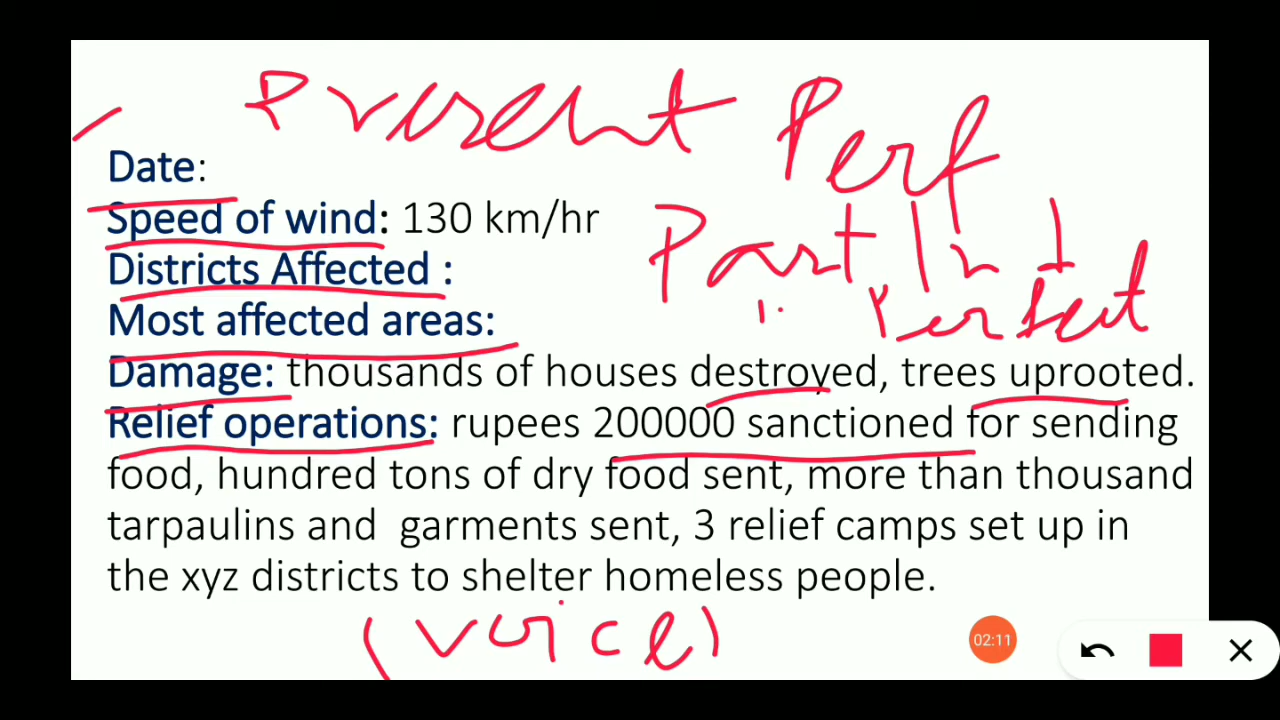 Present Perf
Date:
Speed of wind: 130 km/hr
Past Ind
Districts Affected :
Perfect
Most affected areas:
Damage: thousands of houses destroyed, trees uprooted.
Relief operations: rupees 200000 sanctioned for sending
food, hundred tons of dry food sent, more than thousand
tarpaulins and garments sent, 3 relief camps set up in
the xyz districts to shelter homeless people.
(voice)
02:11